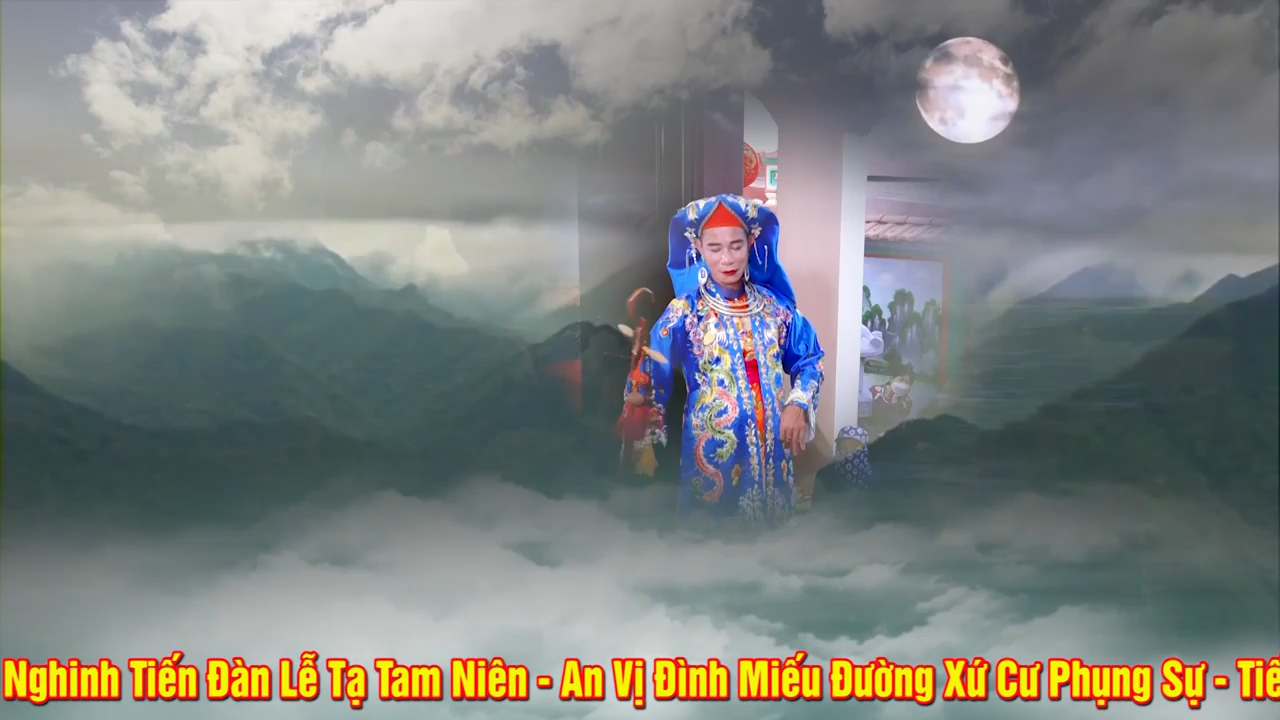 Nghinh Tiến Đàn Lễ Tạ Tam Niên - An Vị Đình Miếu Đường Xứ Cư Phụng Sự -